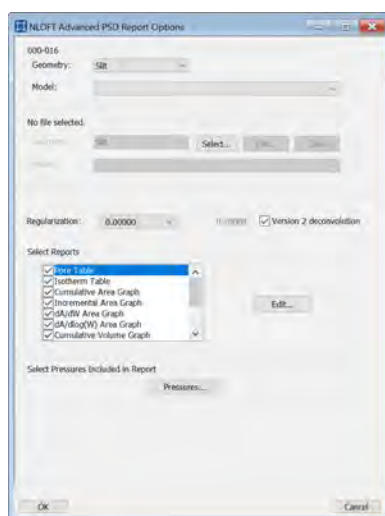 NLDFT Advanced PSD Report Options
000-016
Geometry: Slit
Model:
No file selected.
Slit Select...
Regularization: 0.00000 0.00000 Version 2 deconvolution
Select Reports
Pore Table
Isotherm Table
Cumulative Area Graph
Incremental Area Graph
dA/dW Area Graph
Edit...
dA/dlog(W) Area Graph
Cumulative Volume Graph
Select Pressures Included in Report
Pressures...
OK Cancel